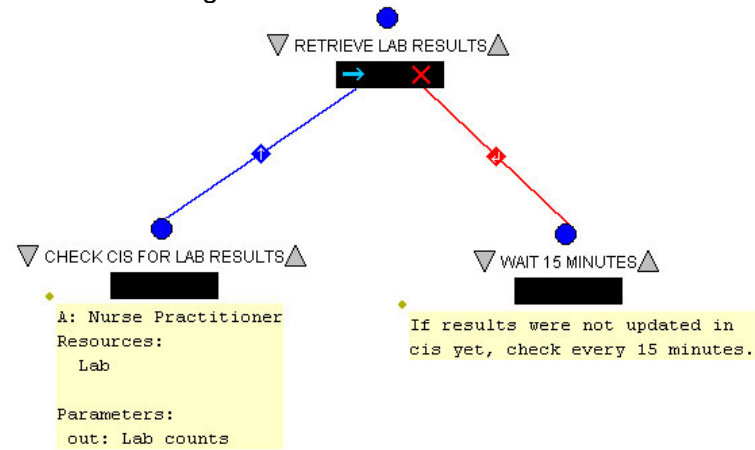 RETRIEVE LAB RESULTS
CHECK CIS FOR LAB RESULTS
WAIT 15 MINUTES
A: Nurse Practitioner
Resources:
Lab
Parameters:
out: Lab counts
If results were not updated in
cis yet, check every 15 minutes.